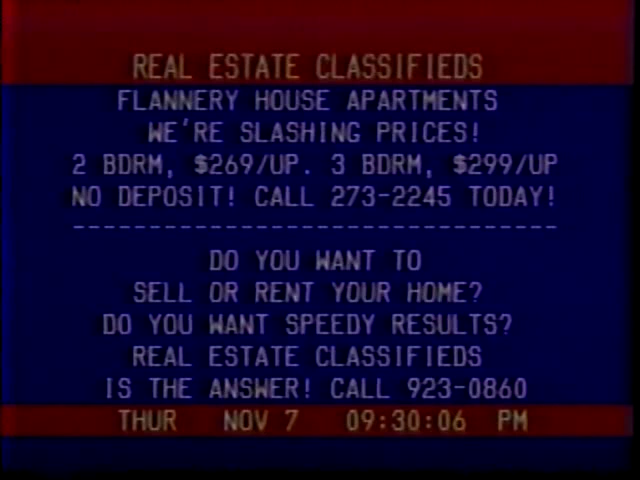 REAL ESTATE CLASSIFIEDS
FLANNERY HOUSE APARTMENTS
WE'RE SLASHING PRICES!
2 BDRM, $269/UP. 3 BDRM, $299/UP
NO DEPOSIT! CALL 273-2245 TODAY!
--------------------------------
DO YOU WANT TO
SELL OR RENT YOUR HOME?
DO YOU WANT SPEEDY RESULTS?
REAL ESTATE CLASSIFIEDS
IS THE ANSWER! CALL 923-0860
THUR NOV 7 09:30:06 PM